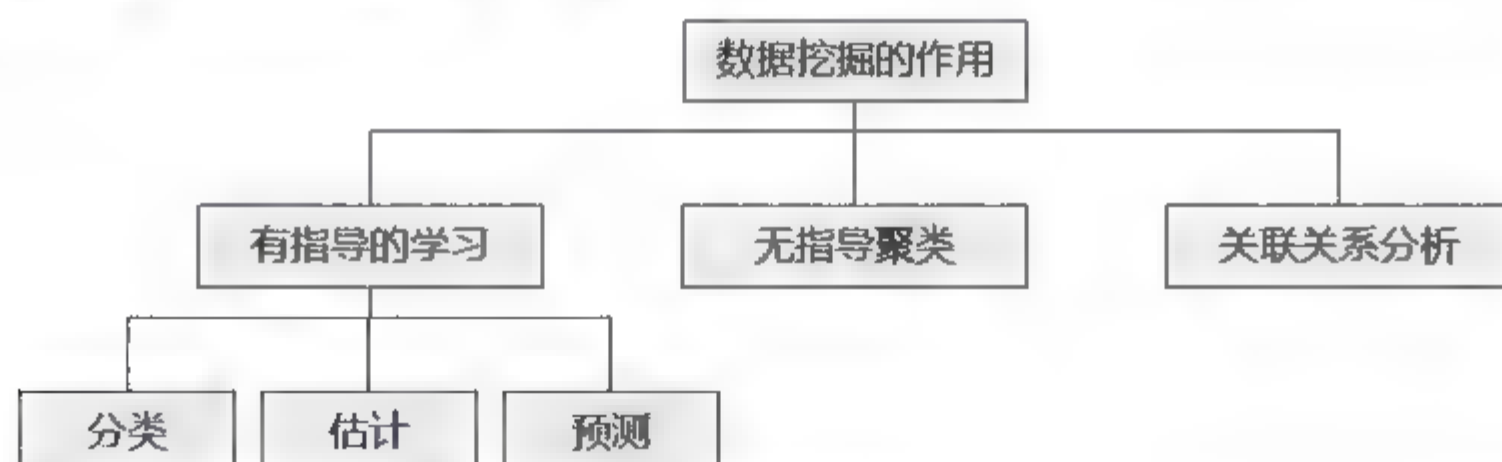 数据挖掘的作用
有指导的学习
无指导聚类
关联关系分析
分类
估计
预测